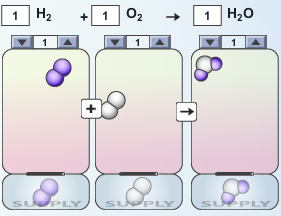 1 H₂ + 1 O₂ → 1 H₂O
1 1 1
+ →
SUPPLY SUPPLY SUPPLY